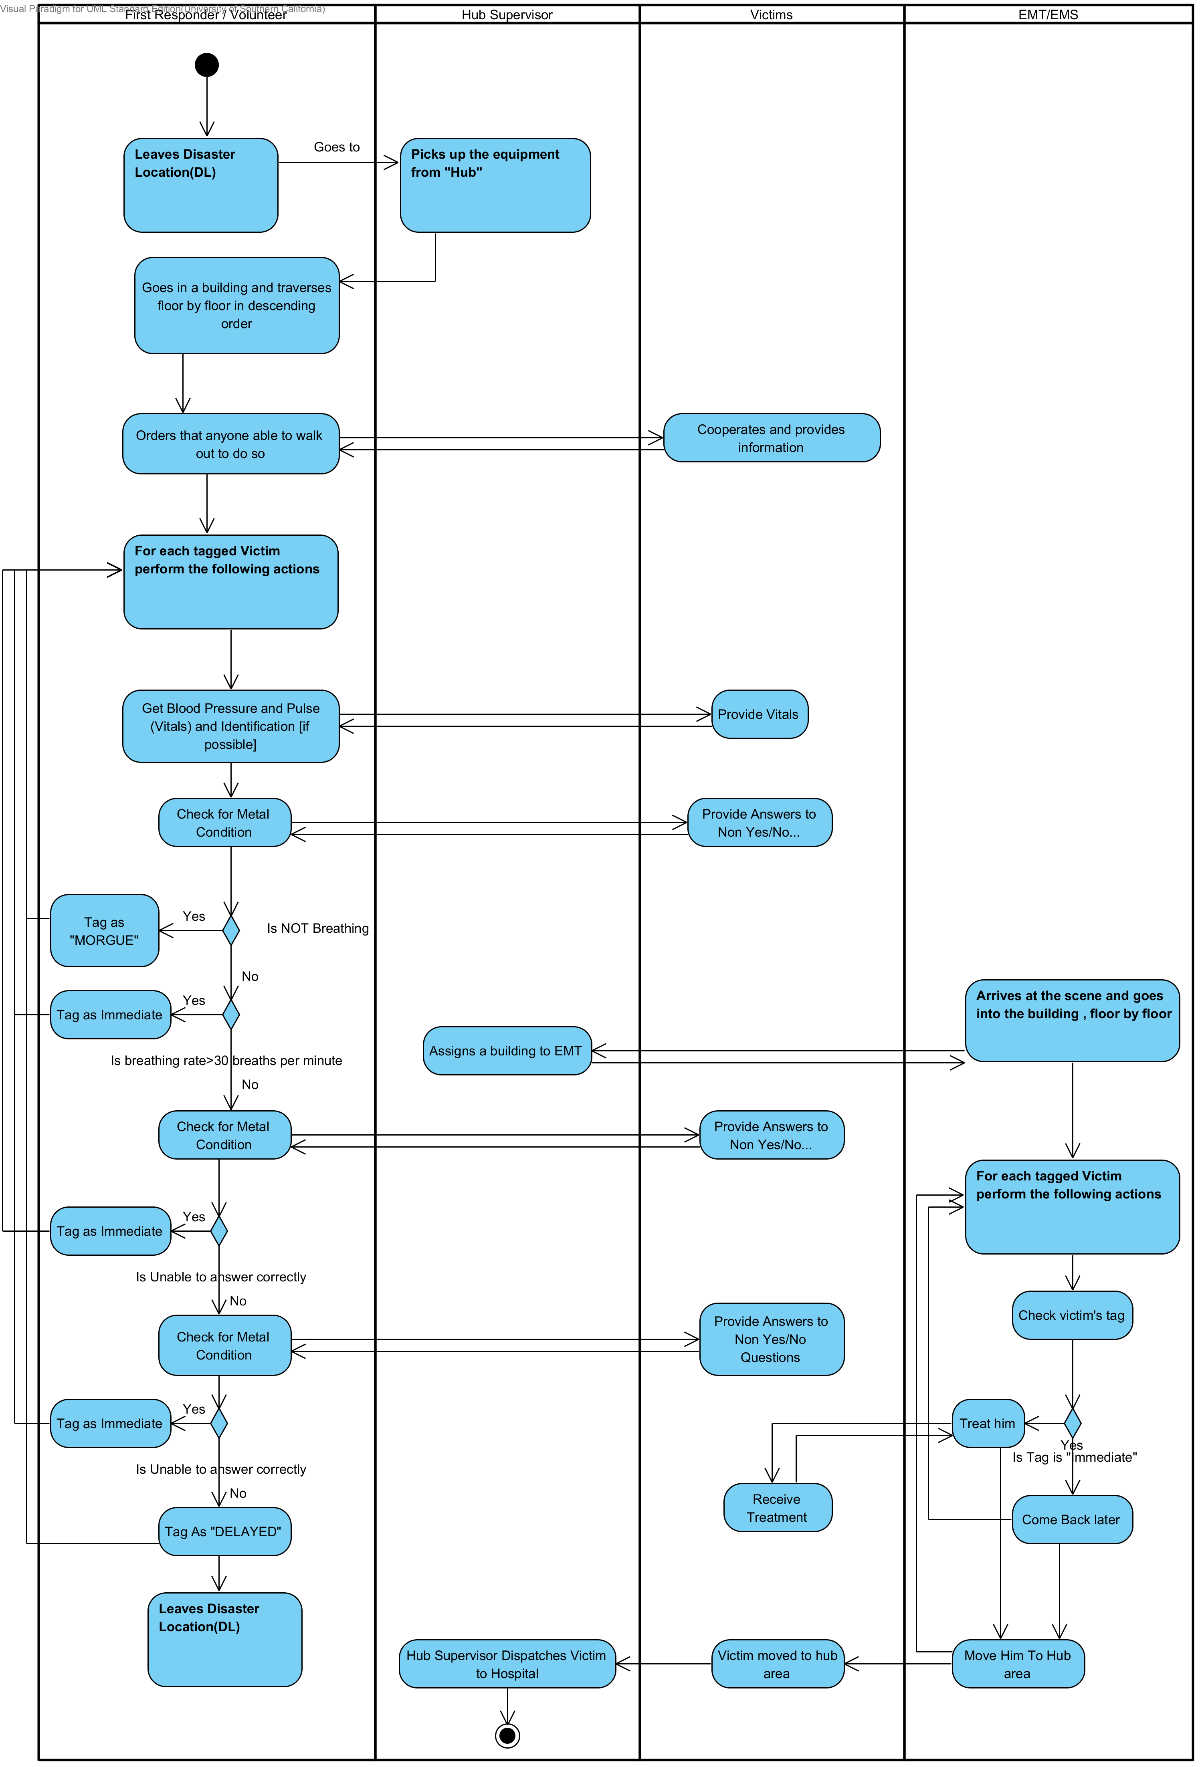 Visual Paradigm for UML Standard Edition(University of Southern California)
First Responder / Volunteer
Hub Supervisor
Victims
EMT/EMS
Leaves Disaster
Location(DL)
Goes to
Picks up the equipment
from "Hub"
Goes in a building and traverses
floor by floor in descending
order
Orders that anyone able to walk
out to do so
Cooperates and provides
information
For each tagged Victim
perform the following actions
Get Blood Pressure and Pulse
(Vitals) and Identification [if
possible]
Provide Vitals
Check for Metal
Condition
Provide Answers to
Non Yes/No...
Tag as
"MORGUE"
Yes
Is NOT Breathing
No
Tag as Immediate
Yes
Is breathing rate>30 breaths per minute
No
Arrives at the scene and goes
into the building , floor by floor
Assigns a building to EMT
Check for Metal
Condition
Provide Answers to
Non Yes/No...
For each tagged Victim
perform the following actions
Tag as Immediate
Yes
Is Unable to answer correctly
No
Check for Metal
Condition
Provide Answers to
Non Yes/No
Questions
Check victim's tag
Tag as Immediate
Yes
Is Unable to answer correctly
No
Treat him
Yes
Is Tag is "Immediate"
Receive
Treatment
Come Back later
Tag As "DELAYED"
Leaves Disaster
Location(DL)
Hub Supervisor Dispatches Victim
to Hospital
Victim moved to hub
area
Move Him To Hub
area